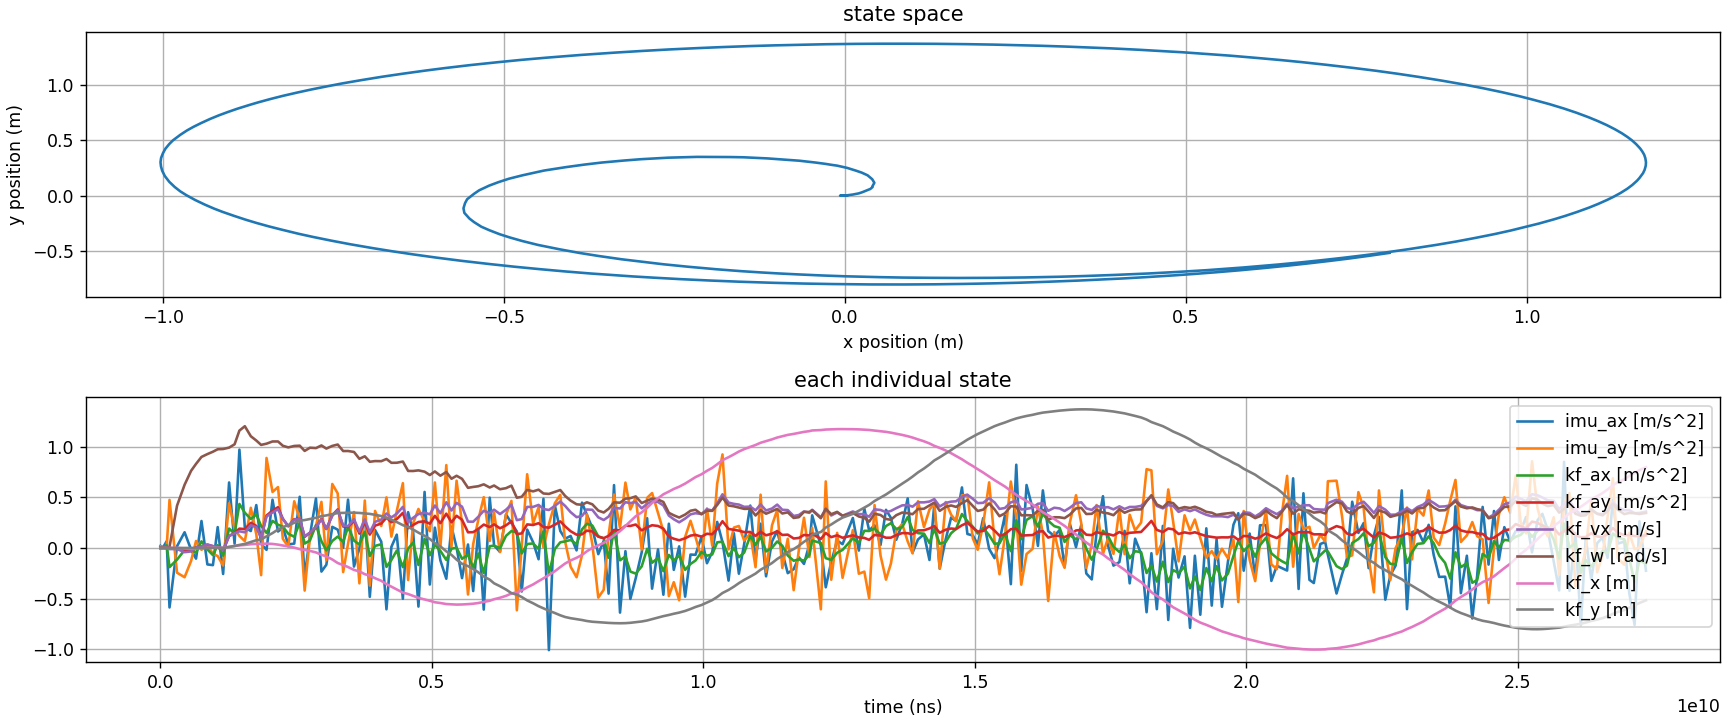 state space
1.0
0.5
0.0
−0.5
y position (m)
−1.0 −0.5 0.0 0.5 1.0
x position (m)
each individual state
1.0
0.5
0.0
−0.5
−1.0
imu_ax [m/s^2]
imu_ay [m/s^2]
kf_ax [m/s^2]
kf_ay [m/s^2]
kf_vx [m/s]
kf_w [rad/s]
kf_x [m]
kf_y [m]
0.0 0.5 1.0 1.5 2.0 2.5
time (ns)
1e10